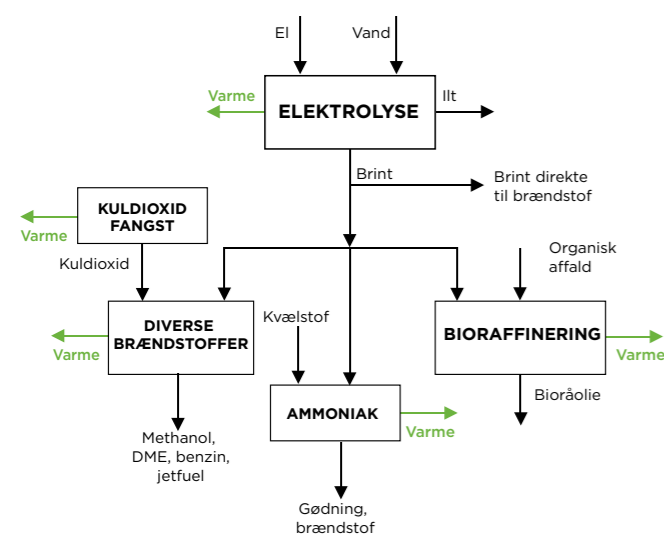 El
Vand
Varme
ELEKTROLYSE
Ilt
Brint
Brint direkte
til brændstof
KULDIOXID
FANGST
Varme
Kuldioxid
Organisk
affald
Kvælstof
DIVERSE
BRÆNDSTOFFER
Varme
BIORAFFINERING
Varme
Bioråolie
AMMONIAK
Varme
Methanol,
DME, benzin,
jetfuel
Gødning,
brændstof